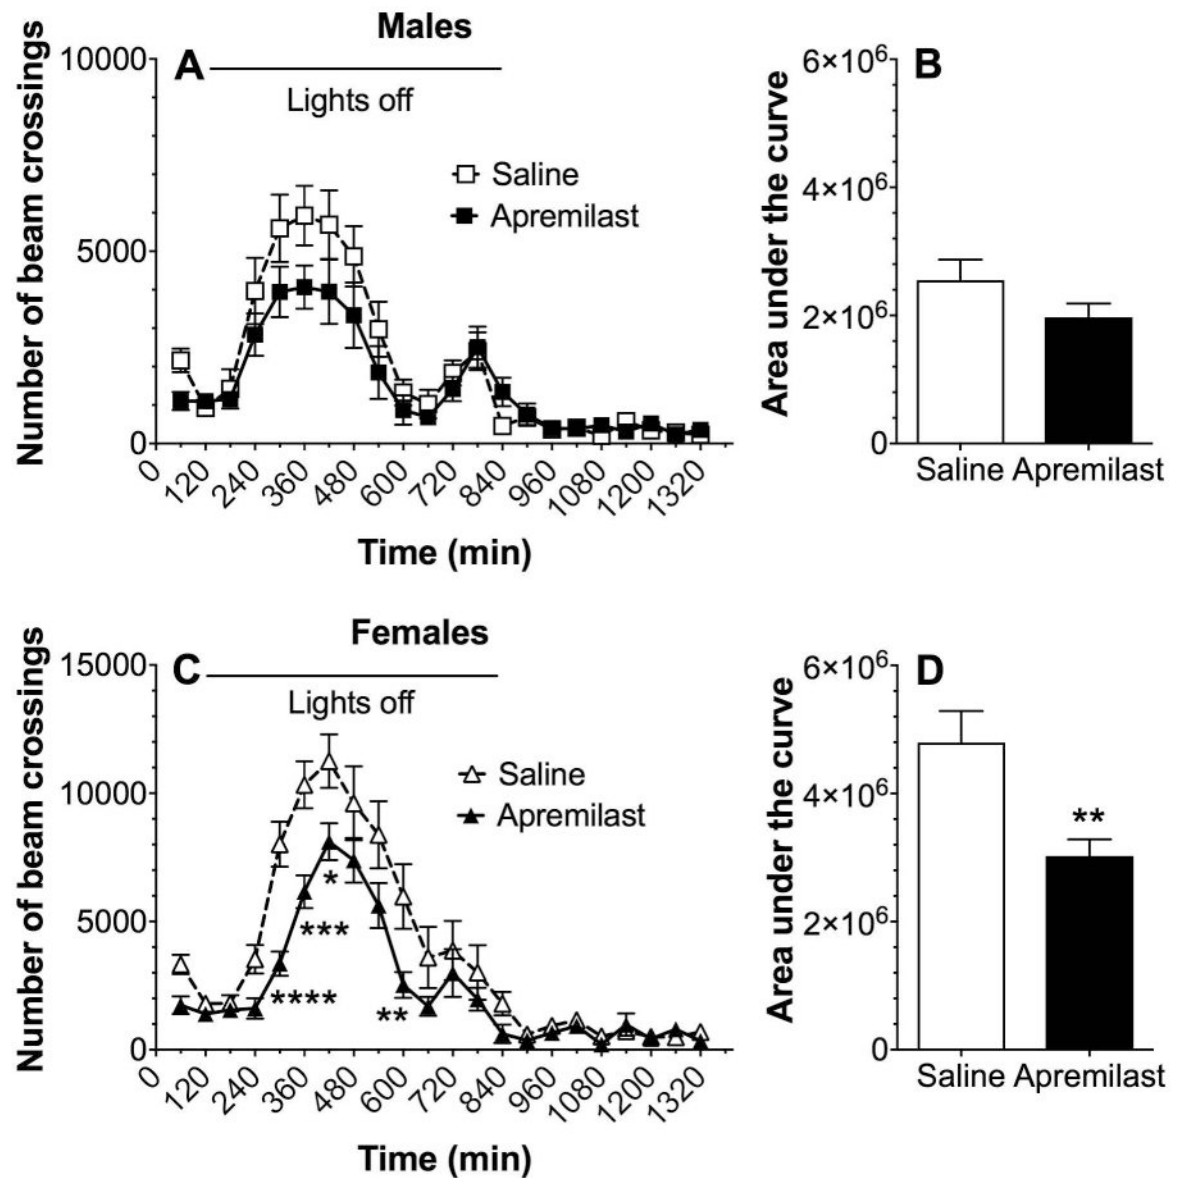 Males
A
Lights off
Number of beam crossings
10000
5000
0
Saline
Apremilast
0 120 240 360 480 600 720 840 960 1080 1200 1320
Time (min)
B
Area under the curve
6×10⁶
4×10⁶
2×10⁶
0
Saline Apremilast
Females
C
Lights off
Number of beam crossings
15000
10000
5000
0
Saline
Apremilast
*
***
****
**
0 120 240 360 480 600 720 840 960 1080 1200 1320
Time (min)
D
Area under the curve
6×10⁶
4×10⁶
2×10⁶
0
**
Saline Apremilast